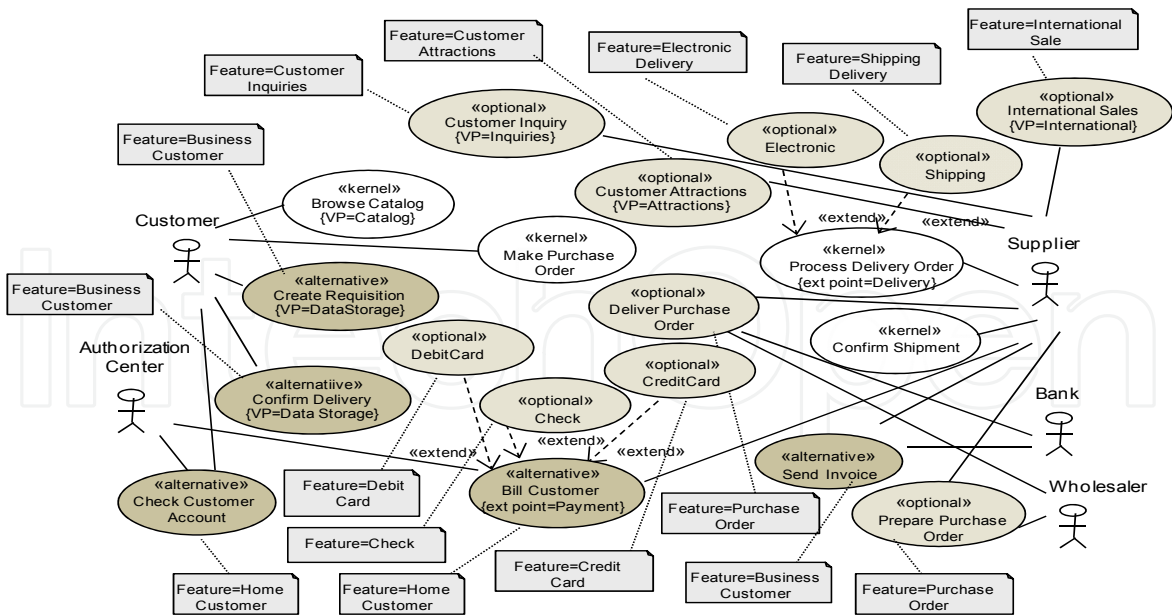 Feature=Customer
Attractions
Feature=Electronic
Delivery
Feature=International
Sale
Feature=Shipping
Delivery
Feature=Customer
Inquiries
«optional»
Customer Inquiry
{VP=Inquiries}
«optional»
Electronic
«optional»
International Sales
{VP=International}
Feature=Business
Customer
«optional»
Shipping
«optional»
Customer Attractions
{VP=Attractions}
«kernel»
Browse Catalog
{VP=Catalog}
Customer
«extend»
«extend»
Supplier
«kernel»
Make Purchase
Order
«kernel»
Process Delivery Order
{ext point=Delivery}
Feature=Business
Customer
«alternative»
Create Requisition
{VP=DataStorage}
«optional»
Deliver Purchase
Order
«optional»
DebitCard
«kernel»
Confirm Shipment
Authorization
Center
«optional»
CreditCard
«alternatiive»
Confirm Delivery
{VP=Data Storage}
«optional»
Check
Bank
«extend»
«extend»
«extend»
«alternative»
Send Invoice
«alternative»
Check Customer
Account
Feature=Debit
Card
«alternative»
Bill Customer
{ext point=Payment}
Wholesaler
«optional»
Prepare Purchase
Order
Feature=Purchase
Order
Feature=Check
Feature=Home
Customer
Feature=Home
Customer
Feature=Credit
Card
Feature=Business
Customer
Feature=Purchase
Order
InTechOpen